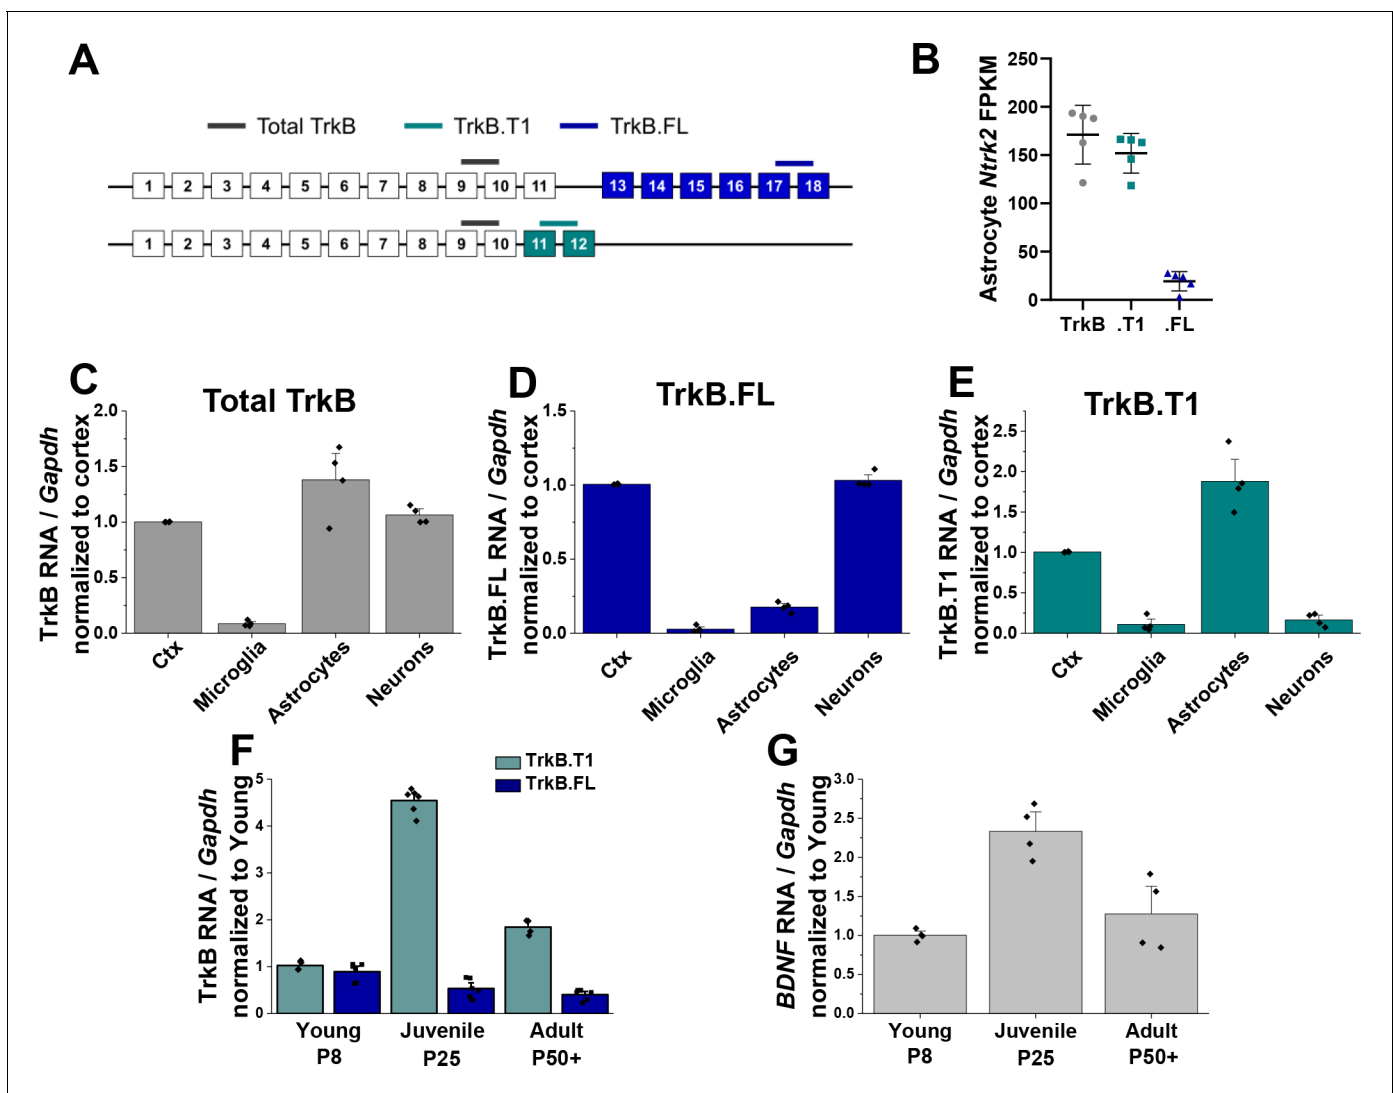 A
Total TrkB
TrkB.T1
TrkB.FL
1 2 3 4 5 6 7 8 9 10 11 13 14 15 16 17 18
1 2 3 4 5 6 7 8 9 10 11 12
B
Astrocyte Ntrk2 FPKM
250
200
150
100
50
0
TrkB .T1 .FL
C
Total TrkB
TrkB RNA / Gapdh
normalized to cortex
2.0
1.5
1.0
0.5
0.0
Ctx
Microglia
Astrocytes
Neurons
D
TrkB.FL
TrkB.FL RNA / Gapdh
normalized to cortex
1.5
1.0
0.5
0.0
Ctx
Microglia
Astrocytes
Neurons
E
TrkB.T1
TrkB.T1 RNA / Gapdh
normalized to cortex
2.5
2.0
1.5
1.0
0.5
0.0
Ctx
Microglia
Astrocytes
Neurons
F
TrkB.T1
TrkB.FL
TrkB RNA / Gapdh
normalized to Young
5
4
3
2
1
0
Young Juvenile Adult
P8 P25 P50+
G
BDNF RNA / Gapdh
normalized to Young
3.0
2.5
2.0
1.5
1.0
0.5
0.0
Young Juvenile Adult
P8 P25 P50+